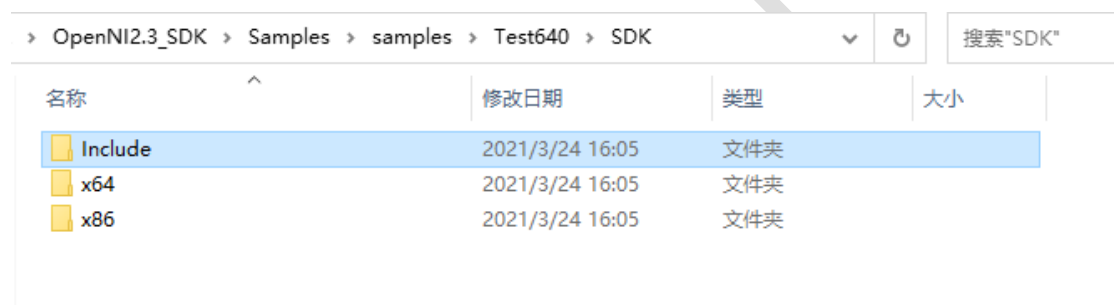 > OpenNI2.3_SDK > Samples > samples > Test640 > SDK 搜索"SDK"
名称 修改日期 类型 大小
Include 2021/3/24 16:05 文件夹
x64 2021/3/24 16:05 文件夹
x86 2021/3/24 16:05 文件夹